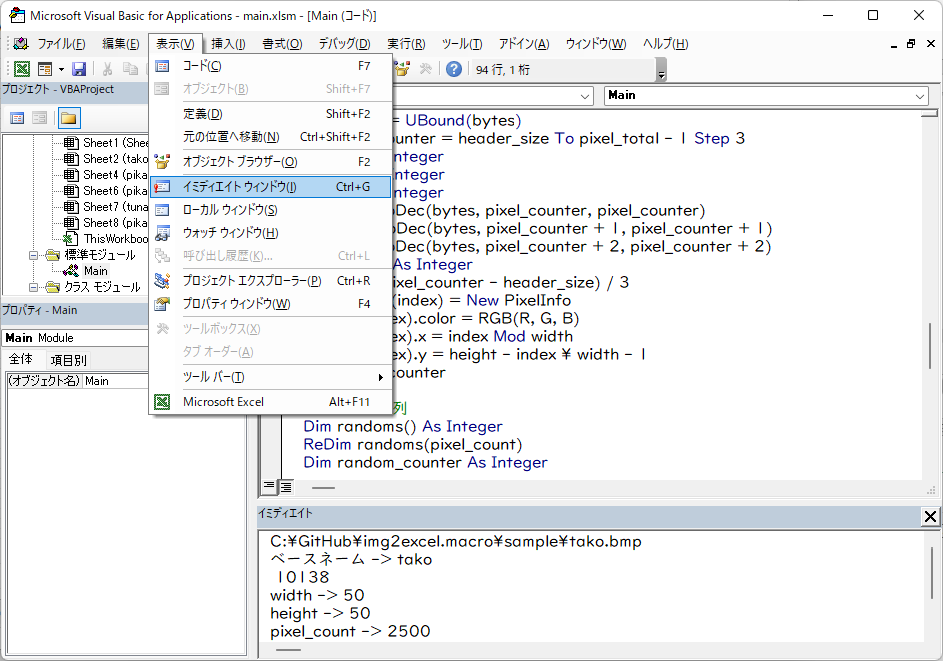 Microsoft Visual Basic for Applications - main.xlsm - [Main (コード)]
ファイル(F) 編集(E) 表示(V) 挿入(I) 書式(O) デバッグ(D) 実行(R) ツール(T) アドイン(A) ウィンドウ(W) ヘルプ(H)
94 行, 1 桁
プロジェクト - VBAProject
Sheet1 (Shee
Sheet2 (tako
Sheet4 (pika
Sheet6 (pika
Sheet7 (tuna
Sheet8 (pika
ThisWorkboo
標準モジュール
Main
クラス モジュール
プロパティ - Main
Main Module
全体 項目別
(オブジェクト名) Main
コード(C) F7
オブジェクト(B) Shift+F7
定義(D) Shift+F2
元の位置へ移動(N) Ctrl+Shift+F2
オブジェクト ブラウザー(O) F2
イミディエイト ウィンドウ(I) Ctrl+G
ローカル ウィンドウ(S)
ウォッチ ウィンドウ(H)
呼び出し履歴(K)... Ctrl+L
プロジェクト エクスプローラー(P) Ctrl+R
プロパティ ウィンドウ(W) F4
ツールボックス(X)
タブ オーダー(A)
ツール バー(T)
Microsoft Excel Alt+F11
Main
= UBound(bytes)
ounter = header_size To pixel_total - 1 Step 3
nteger
nteger
nteger
Dec(bytes, pixel_counter, pixel_counter)
Dec(bytes, pixel_counter + 1, pixel_counter + 1)
Dec(bytes, pixel_counter + 2, pixel_counter + 2)
As Integer
ixel_counter - header_size) / 3
(index) = New PixelInfo
ex).color = RGB(R, G, B)
ex).x = index Mod width
ex).y = height - index ¥ width - 1
counter
列
Dim randoms() As Integer
ReDim randoms(pixel_count)
Dim random_counter As Integer
イミディエイト
C:¥GitHub¥img2excel.macro¥sample¥tako.bmp
ベースネーム -> tako
10138
width -> 50
height -> 50
pixel_count -> 2500